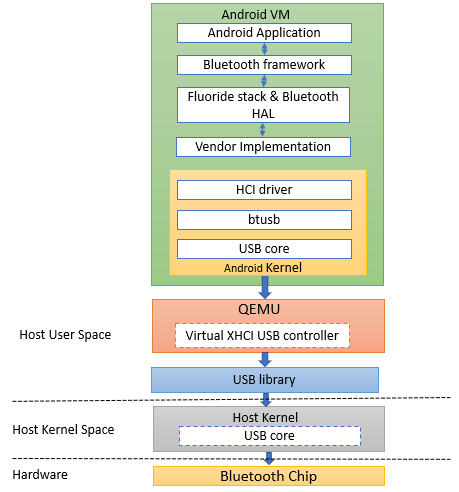 Android VM
Android Application
Bluetooth framework
Fluoride stack & Bluetooth
HAL
Vendor Implementation
HCI driver
btusb
USB core
Android Kernel
QEMU
Host User Space
Virtual XHCI USB controller
USB library
Host Kernel
Host Kernel Space
USB core
Hardware
Bluetooth Chip